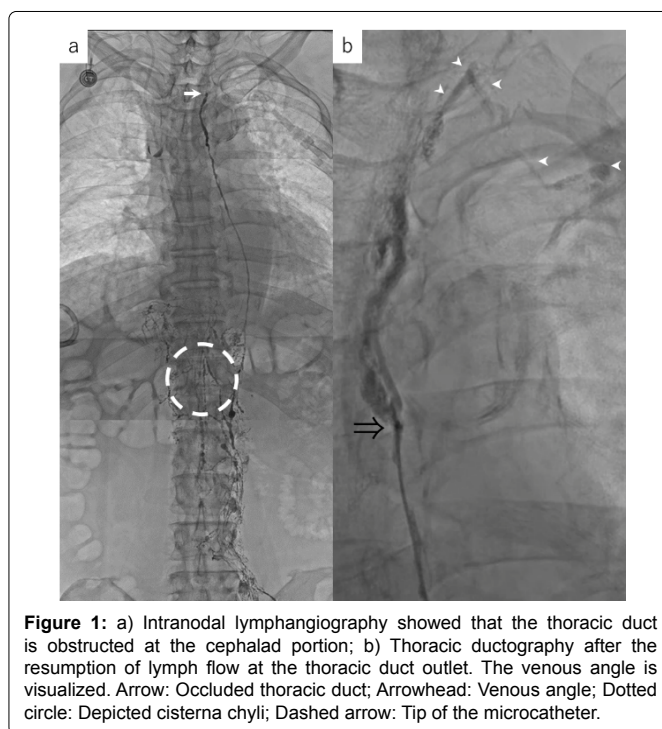 a
b
Figure 1: a) Intranodal lymphangiography showed that the thoracic duct
is obstructed at the cephalad portion; b) Thoracic ductography after the
resumption of lymph flow at the thoracic duct outlet. The venous angle is
visualized. Arrow: Occluded thoracic duct; Arrowhead: Venous angle; Dotted
circle: Depicted cisterna chyli; Dashed arrow: Tip of the microcatheter.